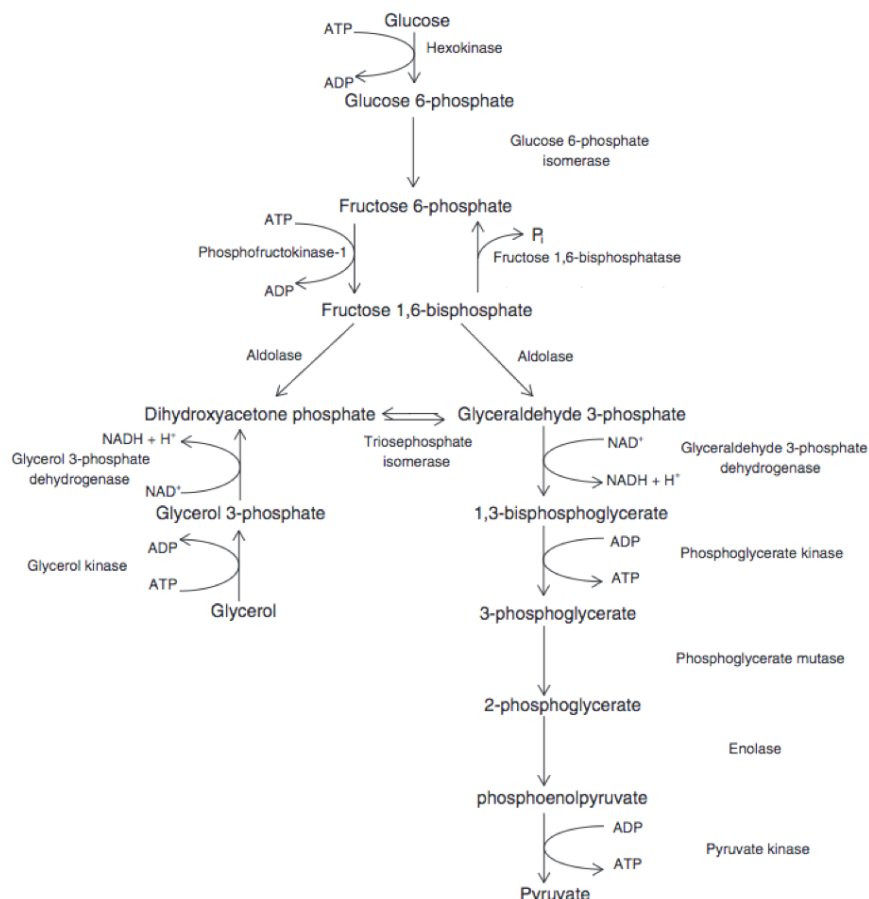 Glucose
ATP
Hexokinase
ADP
Glucose 6-phosphate
Glucose 6-phosphate
isomerase
Fructose 6-phosphate
ATP
Pi
Phosphofructokinase-1
Fructose 1,6-bisphosphatase
ADP
Fructose 1,6-bisphosphate
Aldolase
Aldolase
Dihydroxyacetone phosphate
Glyceraldehyde 3-phosphate
NADH + H+
Triosephosphate
isomerase
NAD+
Glyceraldehyde 3-phosphate
dehydrogenase
Glycerol 3-phosphate
dehydrogenase
NAD+
NADH + H+
Glycerol 3-phosphate
1,3-bisphosphoglycerate
ADP
ADP
Glycerol kinase
Phosphoglycerate kinase
ATP
ATP
Glycerol
3-phosphoglycerate
Phosphoglycerate mutase
2-phosphoglycerate
Enolase
phosphoenolpyruvate
ADP
Pyruvate kinase
ATP
Pyruvate